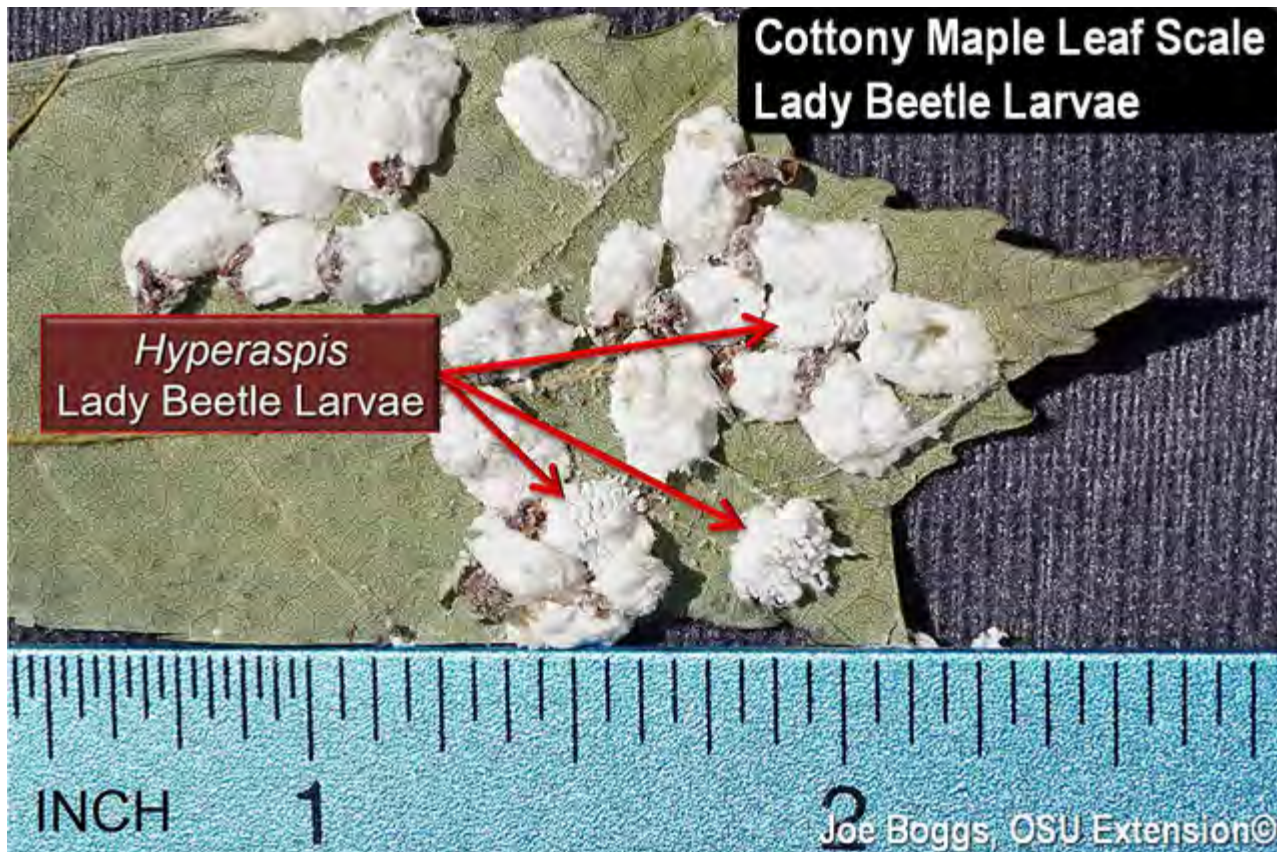 Cottony Maple Leaf Scale
Lady Beetle Larvae
Hyperaspis
Lady Beetle Larvae
INCH 1 2
Joe Boggs, OSU Extension©